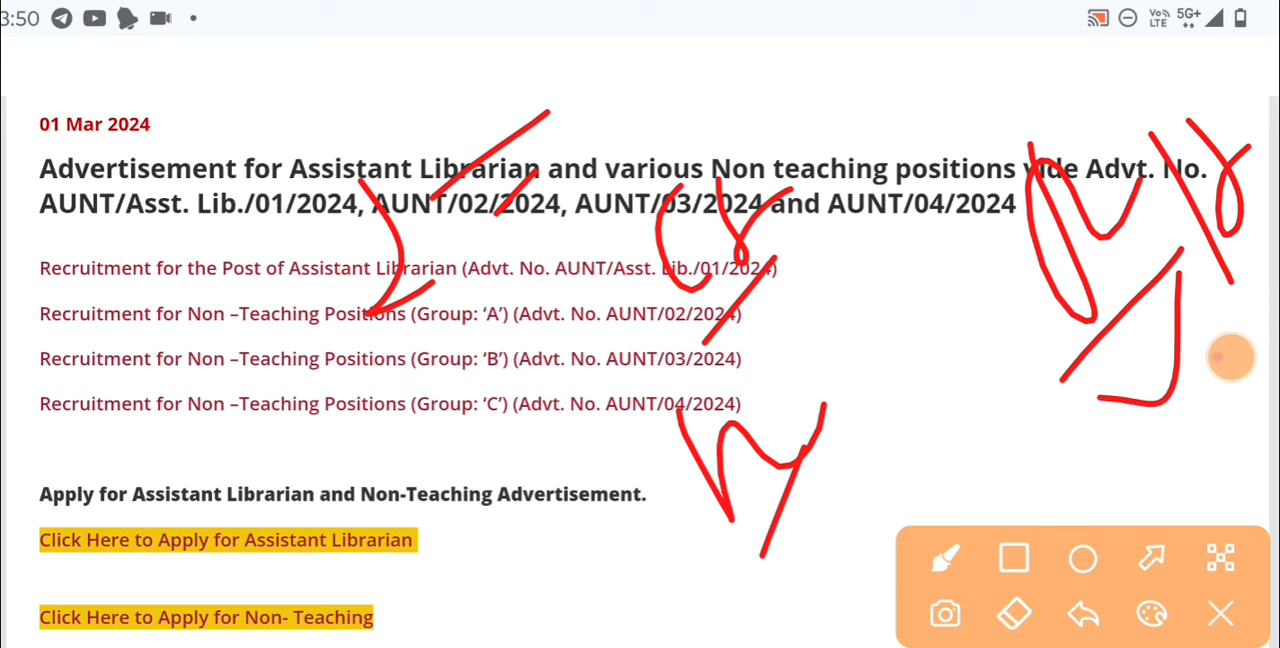 3:50
Vo LTE 5G+
01 Mar 2024
Advertisement for Assistant Librarian and various Non teaching positions vide Advt. No.
AUNT/Asst. Lib./01/2024, AUNT/02/2024, AUNT/03/2024 and AUNT/04/2024
Recruitment for the Post of Assistant Librarian (Advt. No. AUNT/Asst. Lib./01/2024)
Recruitment for Non –Teaching Positions (Group: ‘A’) (Advt. No. AUNT/02/2024)
Recruitment for Non –Teaching Positions (Group: ‘B’) (Advt. No. AUNT/03/2024)
Recruitment for Non –Teaching Positions (Group: ‘C’) (Advt. No. AUNT/04/2024)
Apply for Assistant Librarian and Non-Teaching Advertisement.
Click Here to Apply for Assistant Librarian
Click Here to Apply for Non- Teaching